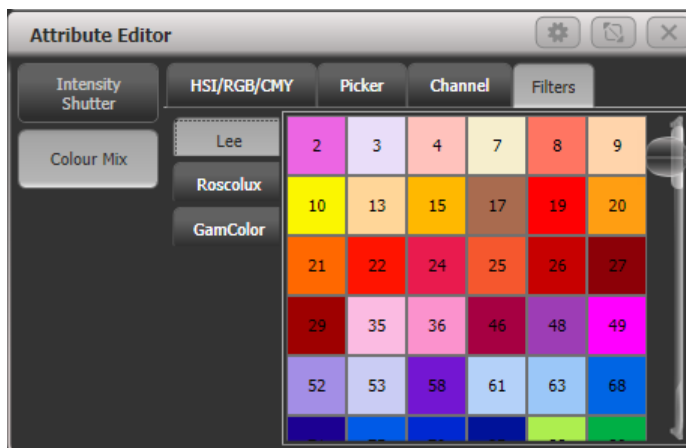 Attribute Editor
Intensity
Shutter
Colour Mix
HSI/RGB/CMY Picker Channel Filters
Lee
Roscolux
GamColor
2 3 4 7 8 9
10 13 15 17 19 20
21 22 24 25 26 27
29 35 36 46 48 49
52 53 58 61 63 68